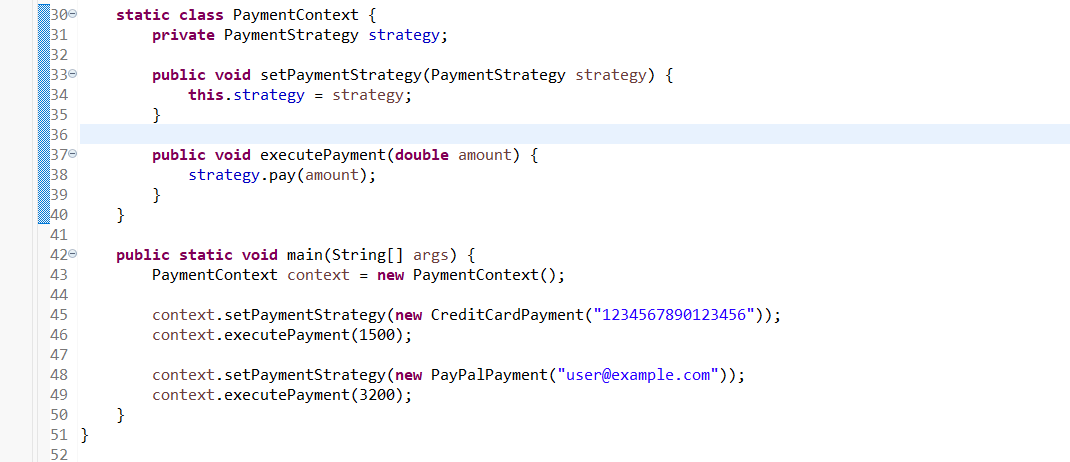 30    static class PaymentContext {
31        private PaymentStrategy strategy;
32
33        public void setPaymentStrategy(PaymentStrategy strategy) {
34            this.strategy = strategy;
35        }
36
37        public void executePayment(double amount) {
38            strategy.pay(amount);
39        }
40    }
41
42    public static void main(String[] args) {
43        PaymentContext context = new PaymentContext();
44
45        context.setPaymentStrategy(new CreditCardPayment("1234567890123456"));
46        context.executePayment(1500);
47
48        context.setPaymentStrategy(new PayPalPayment("user@example.com"));
49        context.executePayment(3200);
50    }
51 }
52